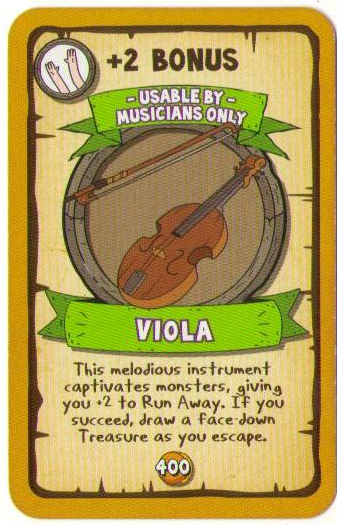 +2 BONUS
- USABLE BY -
MUSICIANS ONLY
VIOLA
This melodious instrument
captivates monsters, giving
you +2 to Run Away. If you
succeed, draw a face-down
Treasure as you escape.
400